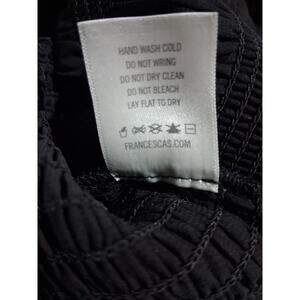 HAND WASH COLD
DO NOT WRING
DO NOT DRY CLEAN
DO NOT BLEACH
LAY FLAT TO DRY
FRANCESCAS.COM